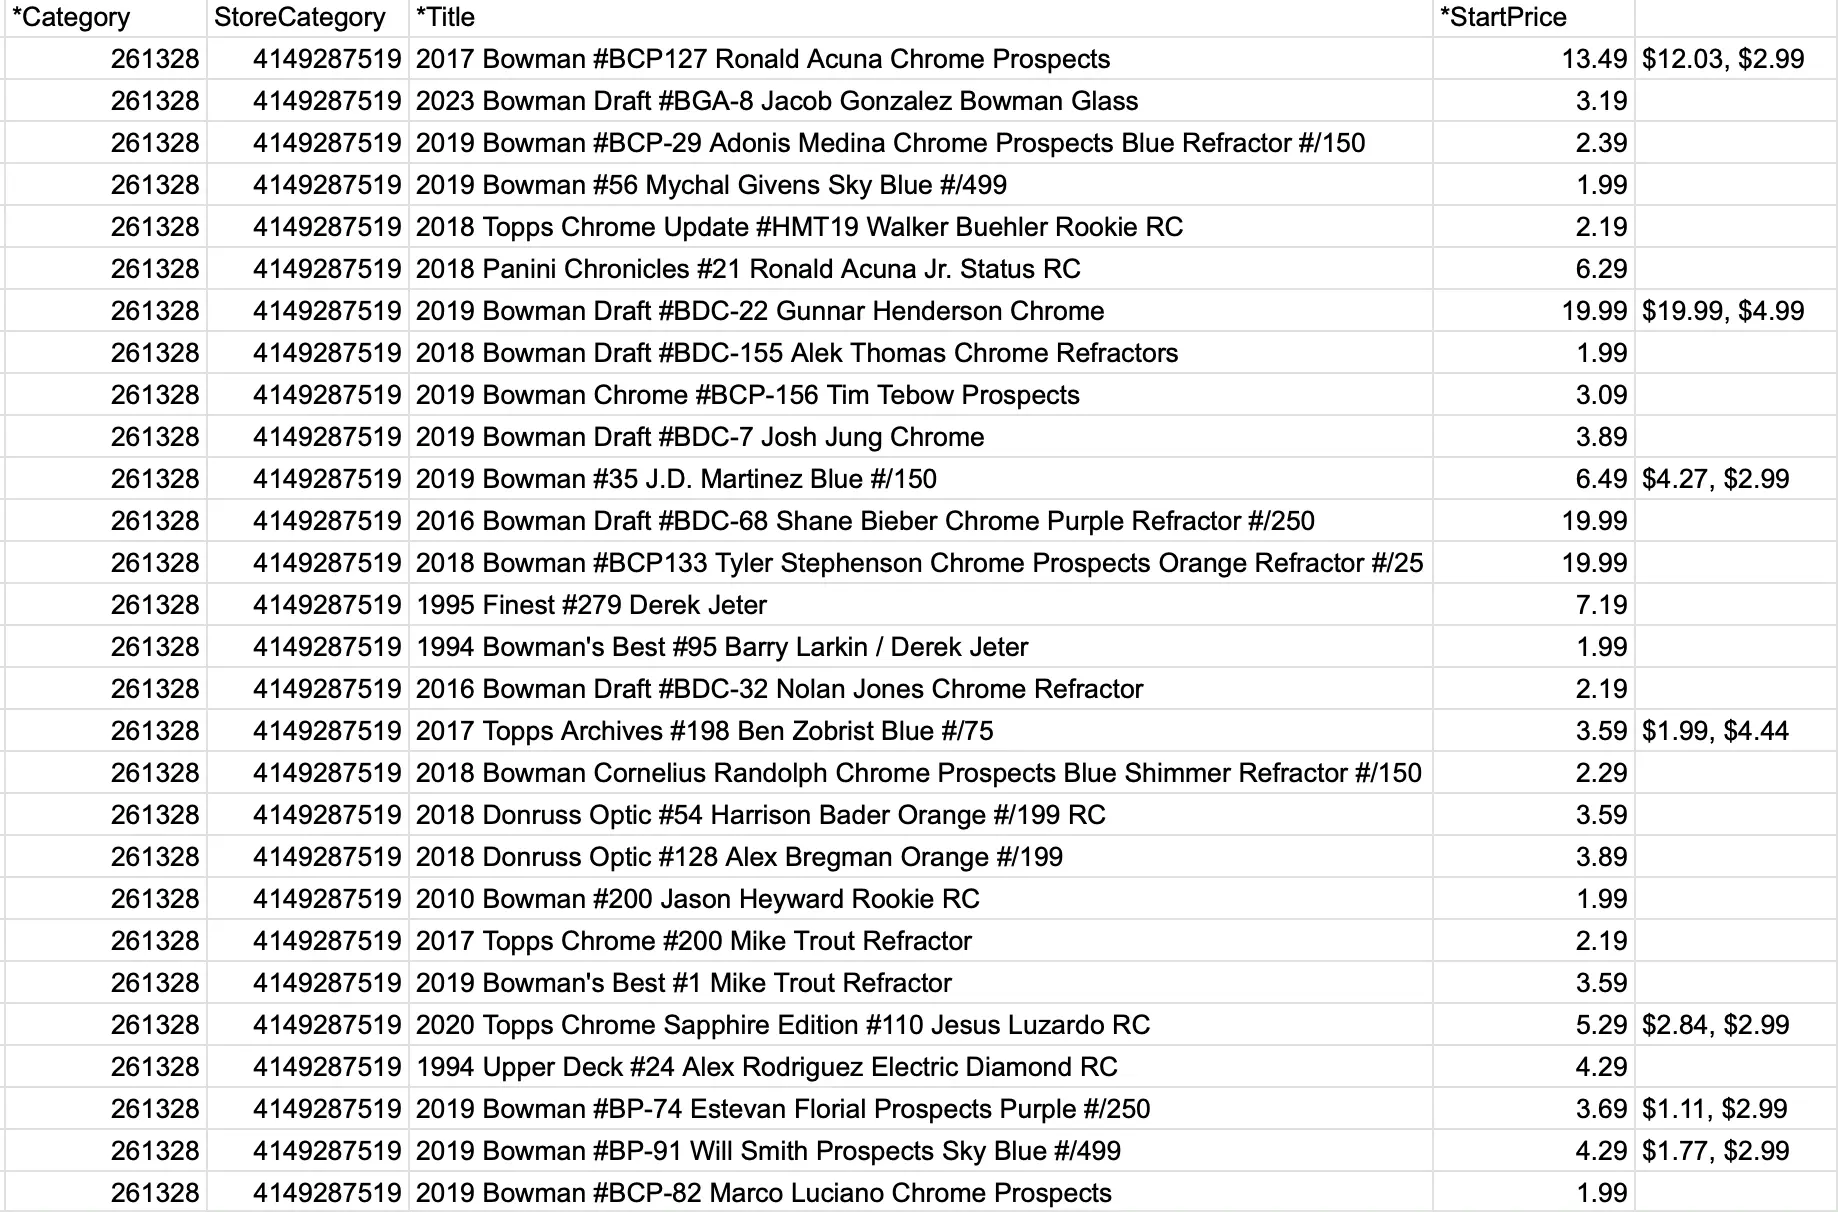 *Category StoreCategory *Title *StartPrice
261328 4149287519 2017 Bowman #BCP127 Ronald Acuna Chrome Prospects 13.49 $12.03, $2.99
261328 4149287519 2023 Bowman Draft #BGA-8 Jacob Gonzalez Bowman Glass 3.19
261328 4149287519 2019 Bowman #BCP-29 Adonis Medina Chrome Prospects Blue Refractor #/150 2.39
261328 4149287519 2019 Bowman #56 Mychal Givens Sky Blue #/499 1.99
261328 4149287519 2018 Topps Chrome Update #HMT19 Walker Buehler Rookie RC 2.19
261328 4149287519 2018 Panini Chronicles #21 Ronald Acuna Jr. Status RC 6.29
261328 4149287519 2019 Bowman Draft #BDC-22 Gunnar Henderson Chrome 19.99 $19.99, $4.99
261328 4149287519 2018 Bowman Draft #BDC-155 Alek Thomas Chrome Refractors 1.99
261328 4149287519 2019 Bowman Chrome #BCP-156 Tim Tebow Prospects 3.09
261328 4149287519 2019 Bowman Draft #BDC-7 Josh Jung Chrome 3.89
261328 4149287519 2019 Bowman #35 J.D. Martinez Blue #/150 6.49 $4.27, $2.99
261328 4149287519 2016 Bowman Draft #BDC-68 Shane Bieber Chrome Purple Refractor #/250 19.99
261328 4149287519 2018 Bowman #BCP133 Tyler Stephenson Chrome Prospects Orange Refractor #/25 19.99
261328 4149287519 1995 Finest #279 Derek Jeter 7.19
261328 4149287519 1994 Bowman's Best #95 Barry Larkin / Derek Jeter 1.99
261328 4149287519 2016 Bowman Draft #BDC-32 Nolan Jones Chrome Refractor 2.19
261328 4149287519 2017 Topps Archives #198 Ben Zobrist Blue #/75 3.59 $1.99, $4.44
261328 4149287519 2018 Bowman Cornelius Randolph Chrome Prospects Blue Shimmer Refractor #/150 2.29
261328 4149287519 2018 Donruss Optic #54 Harrison Bader Orange #/199 RC 3.59
261328 4149287519 2018 Donruss Optic #128 Alex Bregman Orange #/199 3.89
261328 4149287519 2010 Bowman #200 Jason Heyward Rookie RC 1.99
261328 4149287519 2017 Topps Chrome #200 Mike Trout Refractor 2.19
261328 4149287519 2019 Bowman's Best #1 Mike Trout Refractor 3.59
261328 4149287519 2020 Topps Chrome Sapphire Edition #110 Jesus Luzardo RC 5.29 $2.84, $2.99
261328 4149287519 1994 Upper Deck #24 Alex Rodriguez Electric Diamond RC 4.29
261328 4149287519 2019 Bowman #BP-74 Estevan Florial Prospects Purple #/250 3.69 $1.11, $2.99
261328 4149287519 2019 Bowman #BP-91 Will Smith Prospects Sky Blue #/499 4.29 $1.77, $2.99
261328 4149287519 2019 Bowman #BCP-82 Marco Luciano Chrome Prospects 1.99